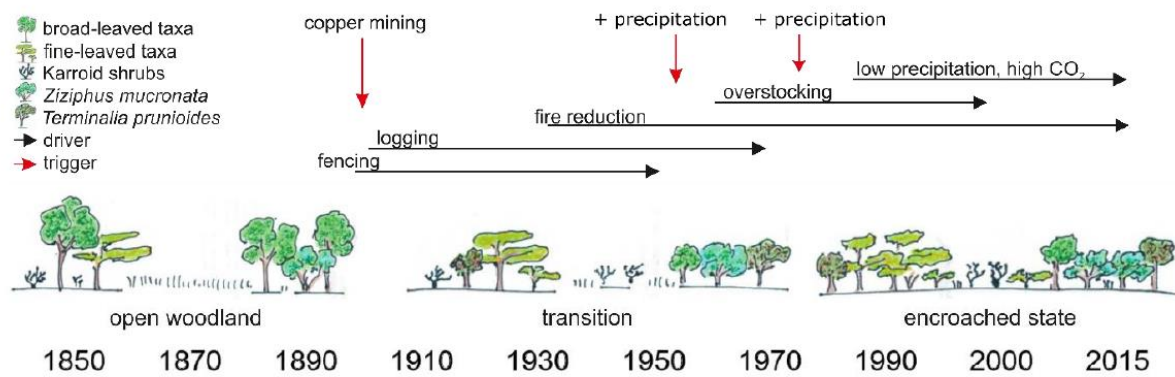 broad-leaved taxa
fine-leaved taxa
Karroid shrubs
Ziziphus mucronata
Terminalia prunioides
driver
trigger
copper mining
+ precipitation
+ precipitation
low precipitation, high CO₂
overstocking
fire reduction
logging
fencing
open woodland
transition
encroached state
1850 1870 1890 1910 1930 1950 1970 1990 2000 2015